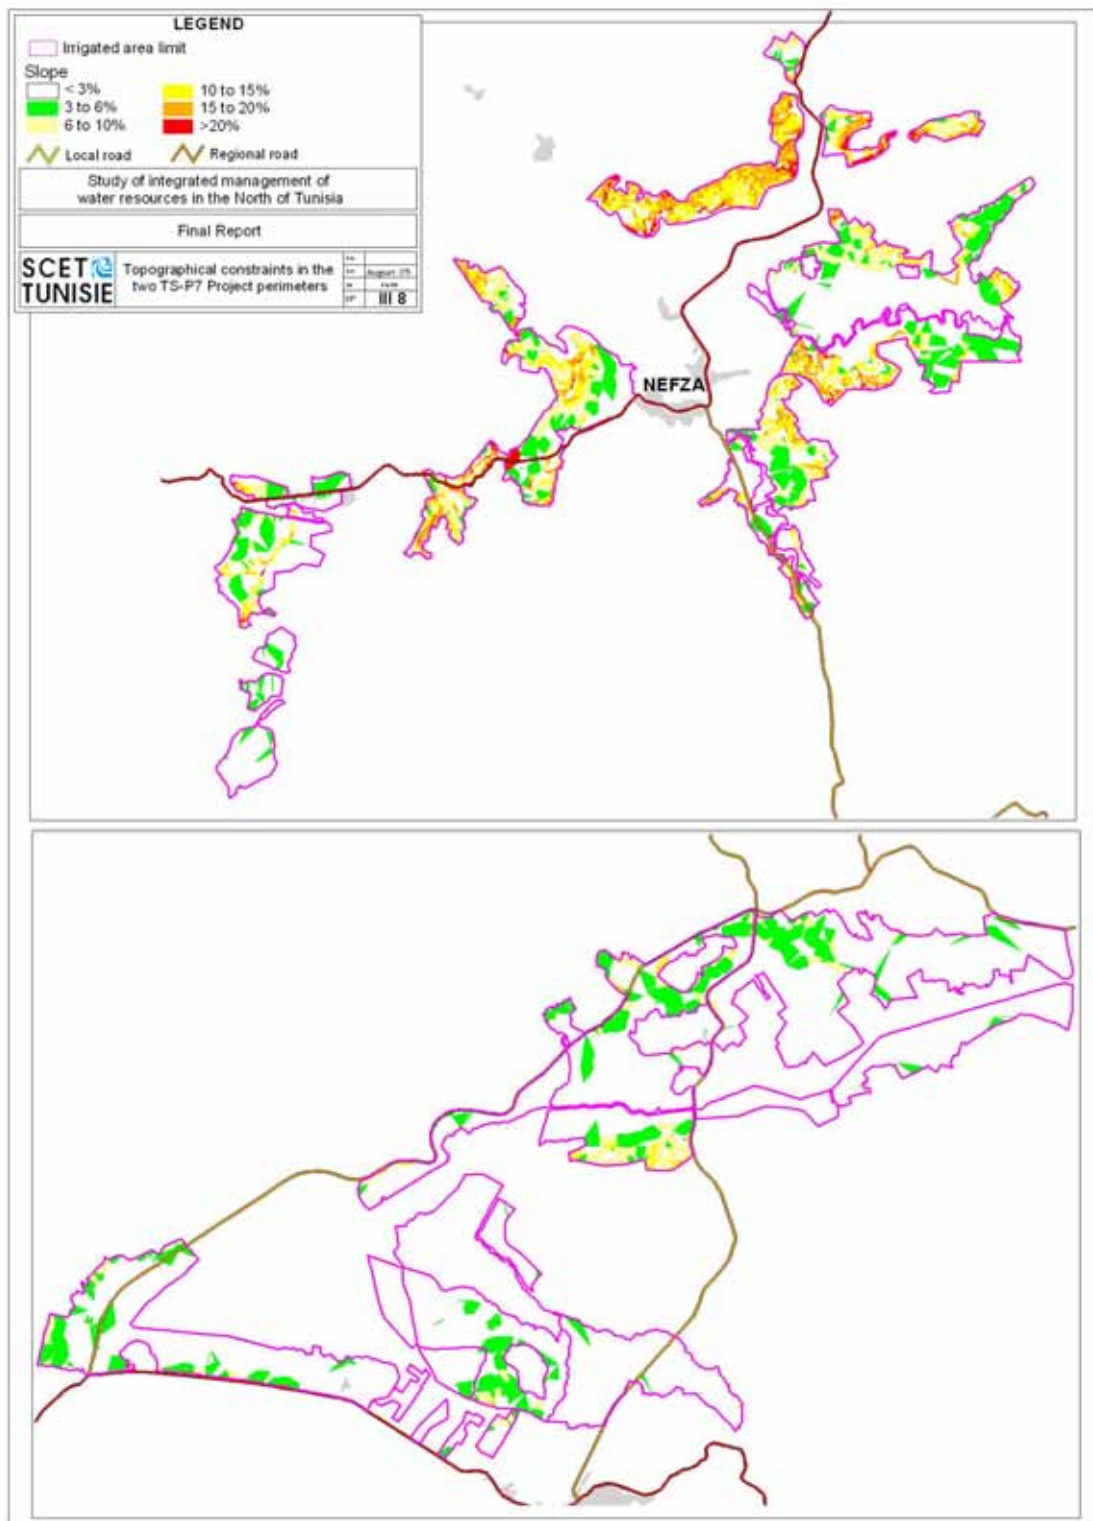 LEGEND
Irrigated area limit
Slope
< 3%
10 to 15%
3 to 6%
15 to 20%
6 to 10%
>20%
Local road
Regional road
Study of integrated management of
water resources in the North of Tunisia
Final Report
SCET
TUNISIE
Topographical constraints in the
two TS-P7 Project perimeters
III 8
NEFZA